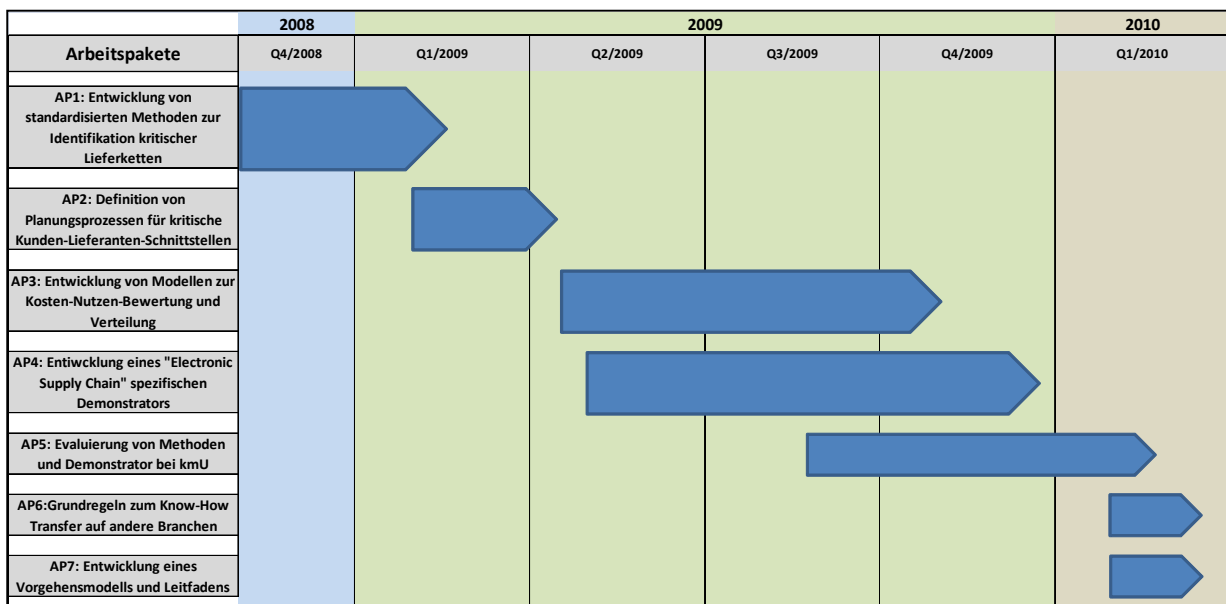 2008 2009 2010
Arbeitspakete Q4/2008 Q1/2009 Q2/2009 Q3/2009 Q4/2009 Q1/2010
AP1: Entwicklung von
standardisierten Methoden zur
Identifikation kritischer
Lieferketten
AP2: Definition von
Planungsprozessen für kritische
Kunden-Lieferanten-Schnittstellen
AP3: Entwicklung von Modellen zur
Kosten-Nutzen-Bewertung und
Verteilung
AP4: Entiwcklung eines "Electronic
Supply Chain" spezifischen
Demonstrators
AP5: Evaluierung von Methoden
und Demonstrator bei kmU
AP6:Grundregeln zum Know-How
Transfer auf andere Branchen
AP7: Entwicklung eines
Vorgehensmodells und Leitfadens